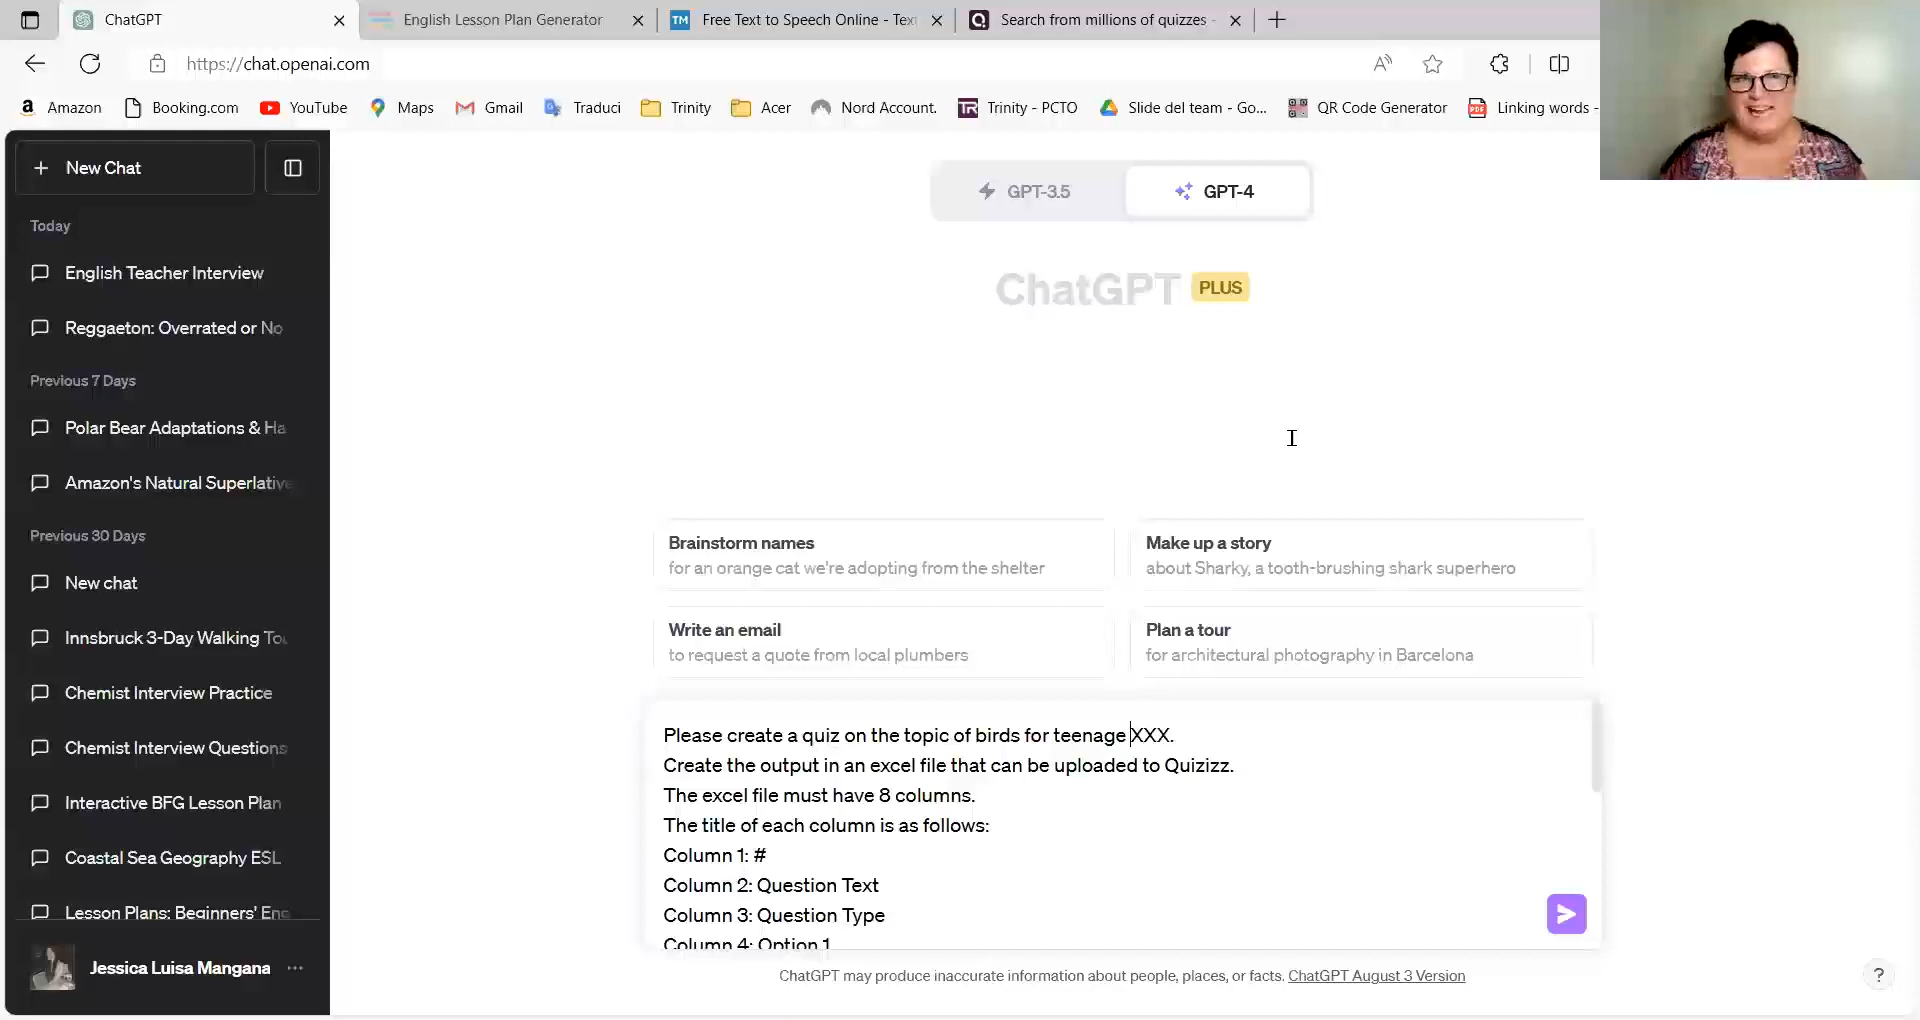 ChatGPT
English Lesson Plan Generator
TM
Free Text to Speech Online - Tex
Search from millions of quizzes -
https://chat.openai.com
Amazon
Booking.com
YouTube
Maps
Gmail
Traduci
Trinity
Acer
Nord Account.
TR
Trinity - PCTO
Slide del team - Go...
QR Code Generator
PDF
Linking words -
New Chat
Today
English Teacher Interview
Reggaeton: Overrated or No
Previous 7 Days
Polar Bear Adaptations & Ha
Amazon's Natural Superlative
Previous 30 Days
New chat
Innsbruck 3-Day Walking Tou
Chemist Interview Practice
Chemist Interview Questions
Interactive BFG Lesson Plan
Coastal Sea Geography ESL
Lesson Plans: Beginners' Eng
Jessica Luisa Mangana
GPT-3.5
GPT-4
ChatGPT PLUS
Brainstorm names
for an orange cat we're adopting from the shelter
Make up a story
about Sharky, a tooth-brushing shark superhero
Write an email
to request a quote from local plumbers
Plan a tour
for architectural photography in Barcelona
Please create a quiz on the topic of birds for teenage XXX.
Create the output in an excel file that can be uploaded to Quizizz.
The excel file must have 8 columns.
The title of each column is as follows:
Column 1: #
Column 2: Question Text
Column 3: Question Type
Column 4: Option 1
ChatGPT may produce inaccurate information about people, places, or facts. ChatGPT August 3 Version
?